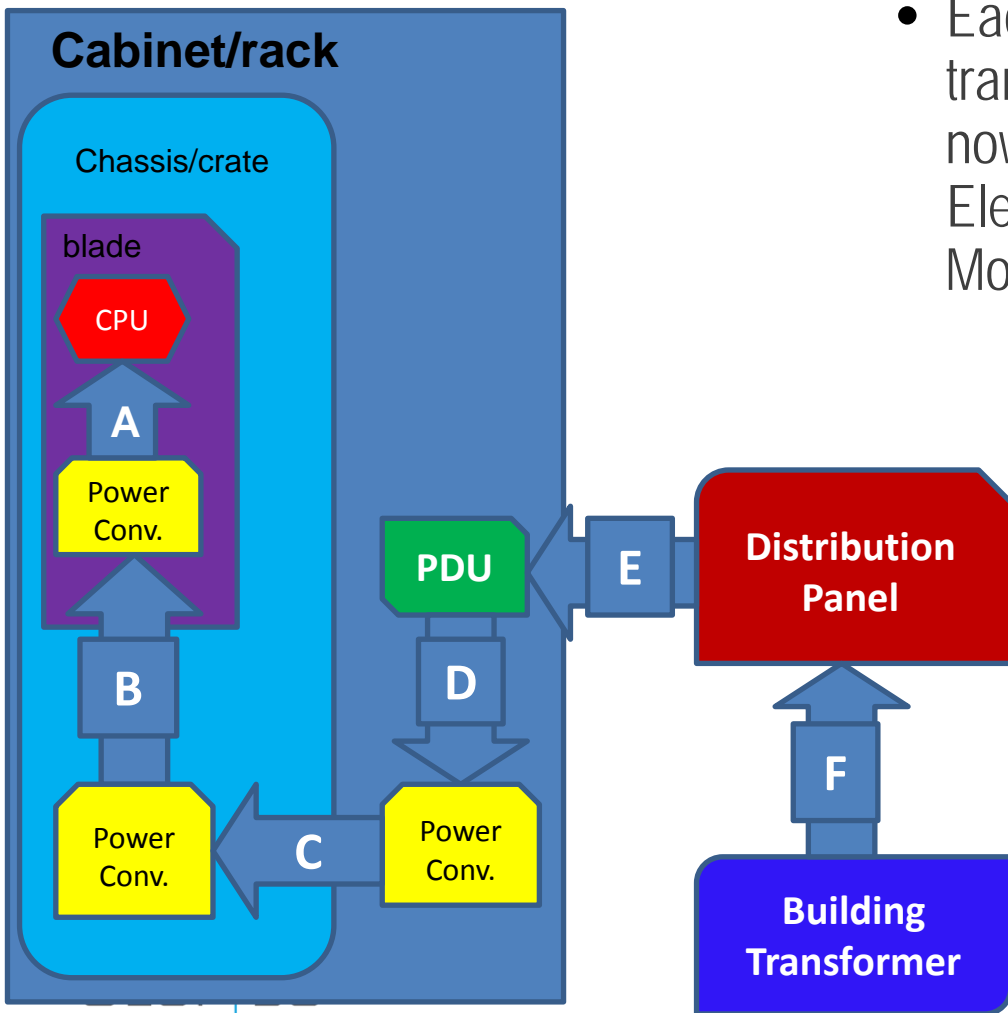 Cabinet/rack
Chassis/crate
blade
CPU
A
Power
Conv.
B
Power
Conv.
C
Power
Conv.
D
PDU
E
Distribution
Panel
F
Building
Transformer
•